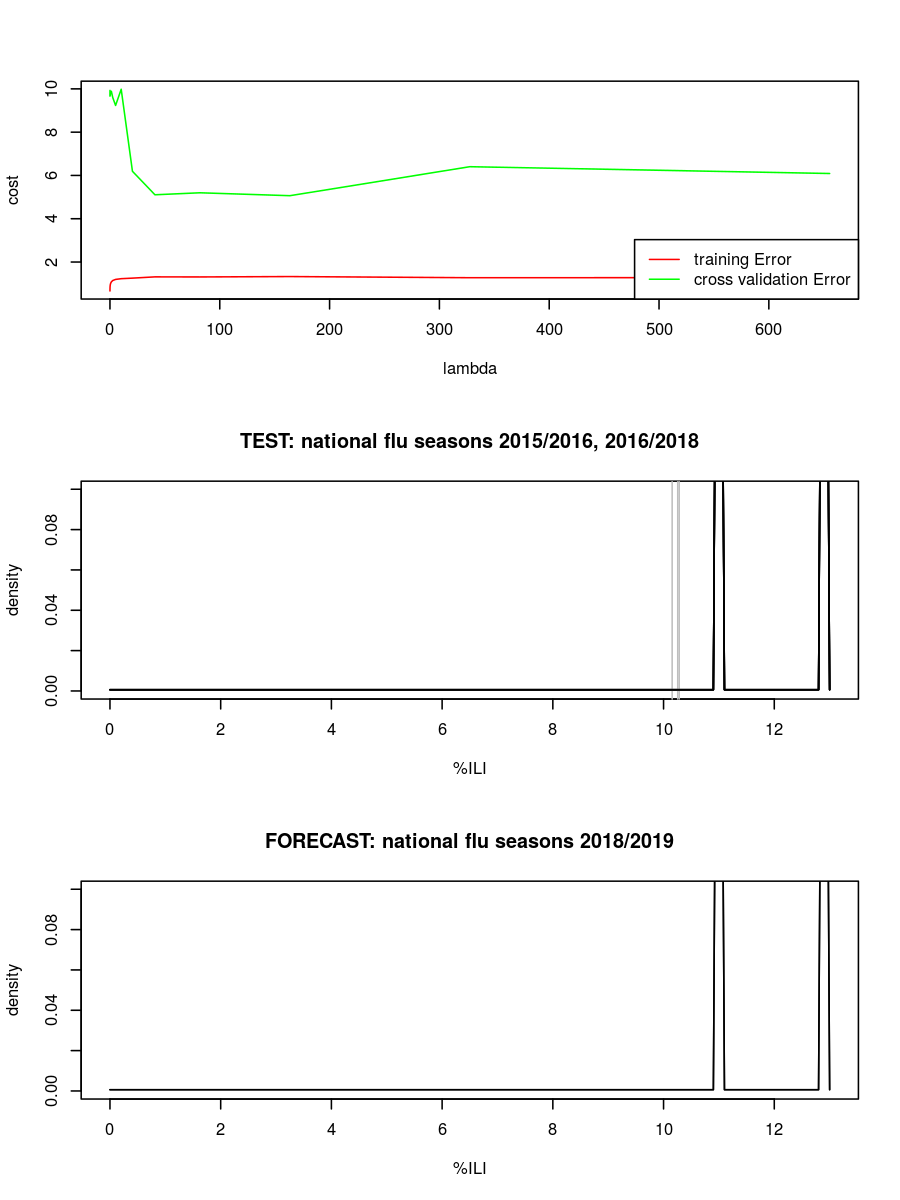 10
8
6
4
2
cost
training Error
cross validation Error
0 100 200 300 400 500 600
lambda
TEST: national flu seasons 2015/2016, 2016/2018
0.08
0.04
0.00
density
0 2 4 6 8 10 12
%ILI
FORECAST: national flu seasons 2018/2019
0.08
0.04
0.00
density
0 2 4 6 8 10 12
%ILI